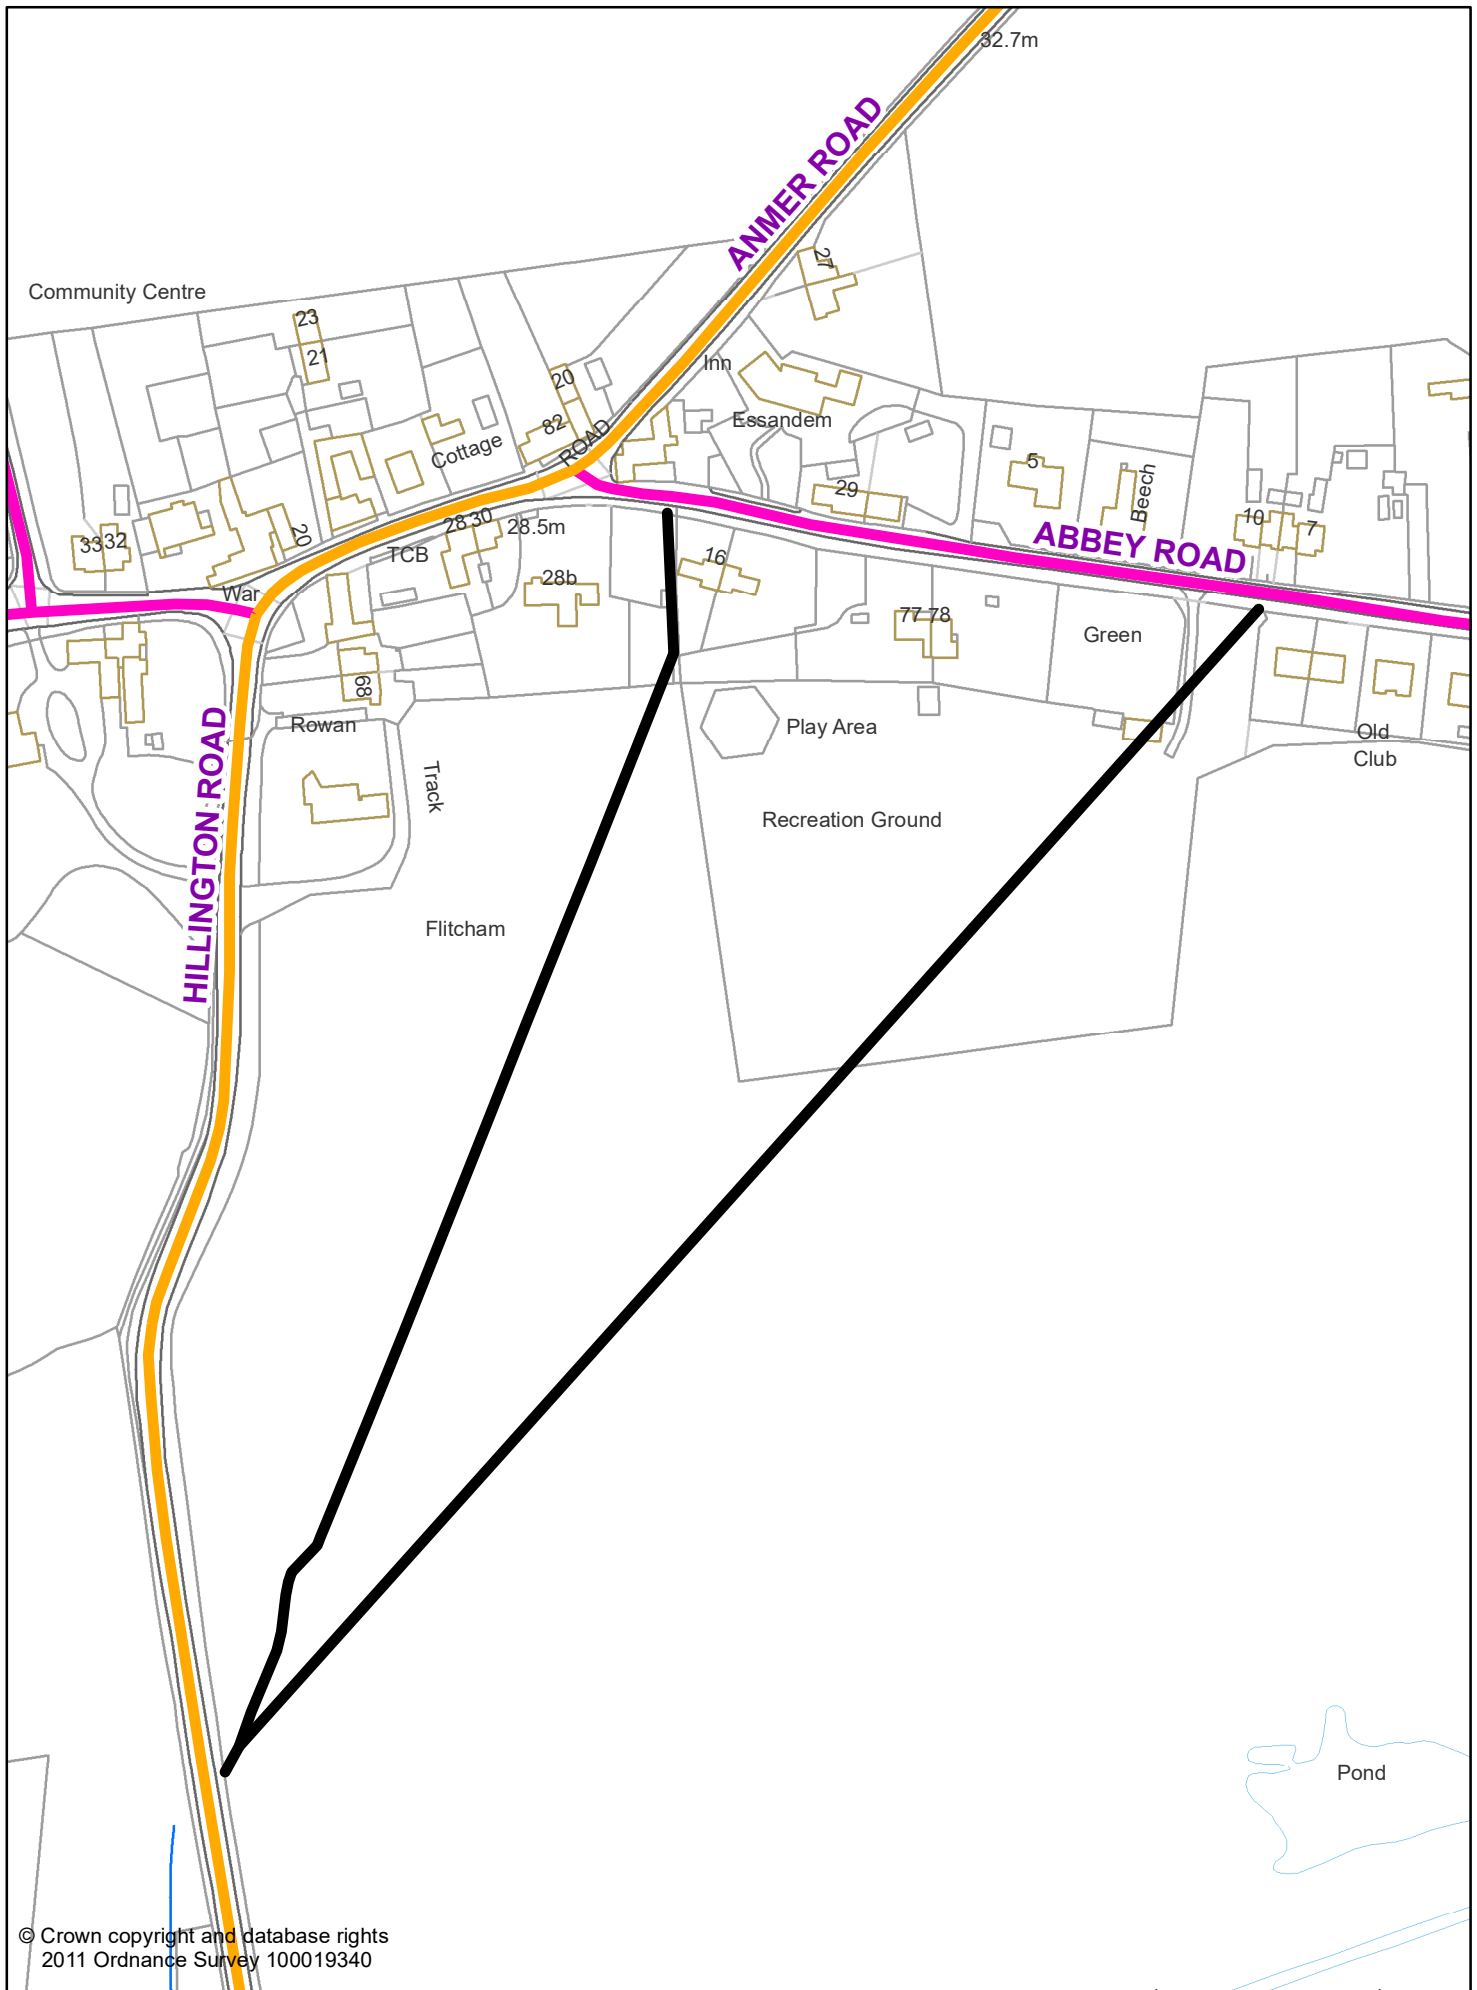 32.7m
ANMER ROAD
27
Community Centre
23
21
Inn
20
82
ROAD
Cottage
Essandem
5
Beech
29
10
7
28 30
28.5m
20
33 32
TCB
ABBEY ROAD
16
28b
War
77 78
Green
68
Rowan
Play Area
Old
Club
HILLINGTON ROAD
Track
Recreation Ground
Flitcham
Pond
© Crown copyright and database rights
2011 Ordnance Survey 100019340